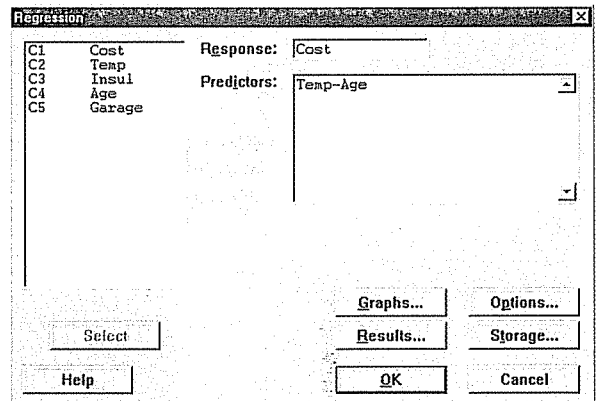 Regression
C1 Cost
C2 Temp
C3 Insul
C4 Age
C5 Garage
Response: Cost
Predictors: Temp-Age
Graphs... Options...
Select Results... Storage...
Help OK Cancel